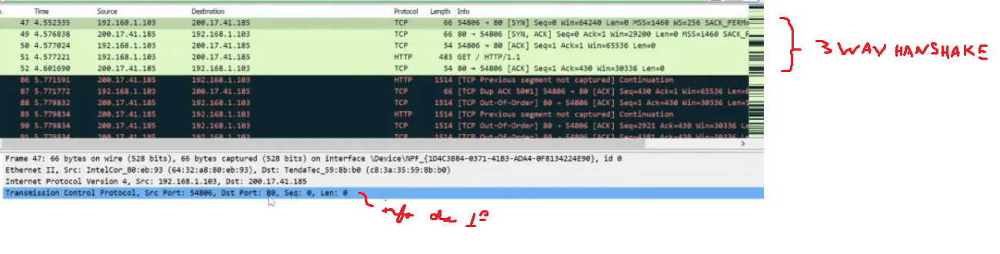 Time Source Destination Protocol Length Info
47 4.552335 192.168.1.103 200.17.41.185 TCP 66 54806 → 80 [SYN] Seq=0 Win=64240 Len=0 MSS=1460 WS=256 SACK_PERM=
49 4.576838 200.17.41.185 192.168.1.103 TCP 66 80 → 54806 [SYN, ACK] Seq=0 Ack=1 Win=29200 Len=0 MSS=1460 SACK_P
50 4.577024 192.168.1.103 200.17.41.185 TCP 54 54806 → 80 [ACK] Seq=1 Ack=1 Win=65536 Len=0
51 4.577221 192.168.1.103 200.17.41.185 HTTP 483 GET / HTTP/1.1
52 4.601690 200.17.41.185 192.168.1.103 TCP 54 80 → 54806 [ACK] Seq=1 Ack=430 Win=30336 Len=0
3 WAY HANSHAKE
86 5.771591 200.17.41.185 192.168.1.103 HTTP 1514 [TCP Previous segment not captured] Continuation
87 5.771772 192.168.1.103 200.17.41.185 TCP 66 [TCP Dup ACK 50#1] 54806 → 80 [ACK] Seq=430 Ack=1 Win=65536 Len=0
88 5.779832 200.17.41.185 192.168.1.103 TCP 1514 [TCP Out-Of-Order] 80 → 54806 [ACK] Seq=1 Ack=430 Win=30336 Len=1
89 5.779834 200.17.41.185 192.168.1.103 HTTP 1514 [TCP Previous segment not captured] Continuation
90 5.779834 200.17.41.185 192.168.1.103 TCP 1514 [TCP Out-Of-Order] 80 → 54806 [ACK] Seq=2921 Ack=430 Win=30336 Le
91 5.779834 200.17.41.185 192.168.1.103 TCP 1514 [TCP Out-Of-Order] 80 → 54806 [ACK] Seq=4381 Ack=430 Win=30336 Le
Frame 47: 66 bytes on wire (528 bits), 66 bytes captured (528 bits) on interface \Device\NPF_{1D4C3B84-0371-41B3-ADA4-0F8134224E90}, id 0
Ethernet II, Src: IntelCor_80:eb:93 (64:32:a8:80:eb:93), Dst: TendaTec_59:8b:b0 (c8:3a:35:59:8b:b0)
Internet Protocol Version 4, Src: 192.168.1.103, Dst: 200.17.41.185
Transmission Control Protocol, Src Port: 54806, Dst Port: 80, Seq: 0, Len: 0
info da 1ª